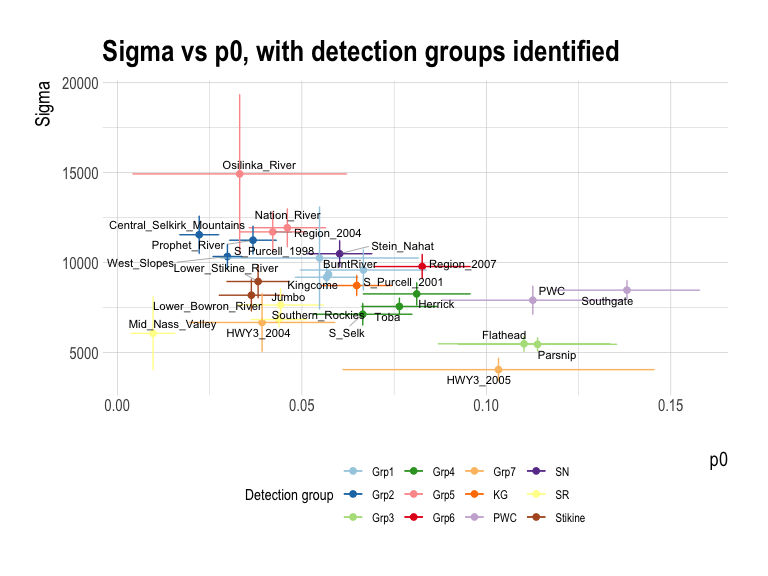 Sigma vs p0, with detection groups identified
Sigma
20000
15000
10000
5000
Osilinka_River
Nation_River
Central_Selkirk_Mountains
Region_2004
Prophet_River
S_Purcell_1998
Stein_Nahat
West_Slopes
Lower_Stikine_River
BurntRiver
Region_2007
Kingcome
S_Purcell_2001
PWC
Jumbo
Southgate
Lower_Bowron_River
Herrick
Southern_Rockies
Toba
Mid_Nass_Valley
HWY3_2004
S_Selk
Flathead
Parsnip
HWY3_2005
0.00
0.05
0.10
0.15
p0
Detection group
Grp1
Grp4
Grp7
SN
Grp2
Grp5
KG
SR
Grp3
Grp6
PWC
Stikine